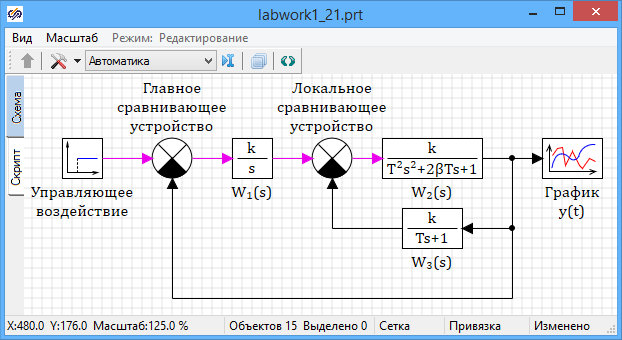 labwork1_21.prt
Вид Масштаб Режим: Редактирование
Автоматика
Схема
Скрипт
Главное
сравнивающее
устройство
Локальное
сравнивающее
устройство
k
s
W₁(s)
k
T²s²+2βTs+1
W₂(s)
Управляющее
воздействие
График
y(t)
k
Ts+1
W₃(s)
X:480.0 Y:176.0 Масштаб:125.0 % Объектов 15 Выделено 0 Сетка Привязка Изменено